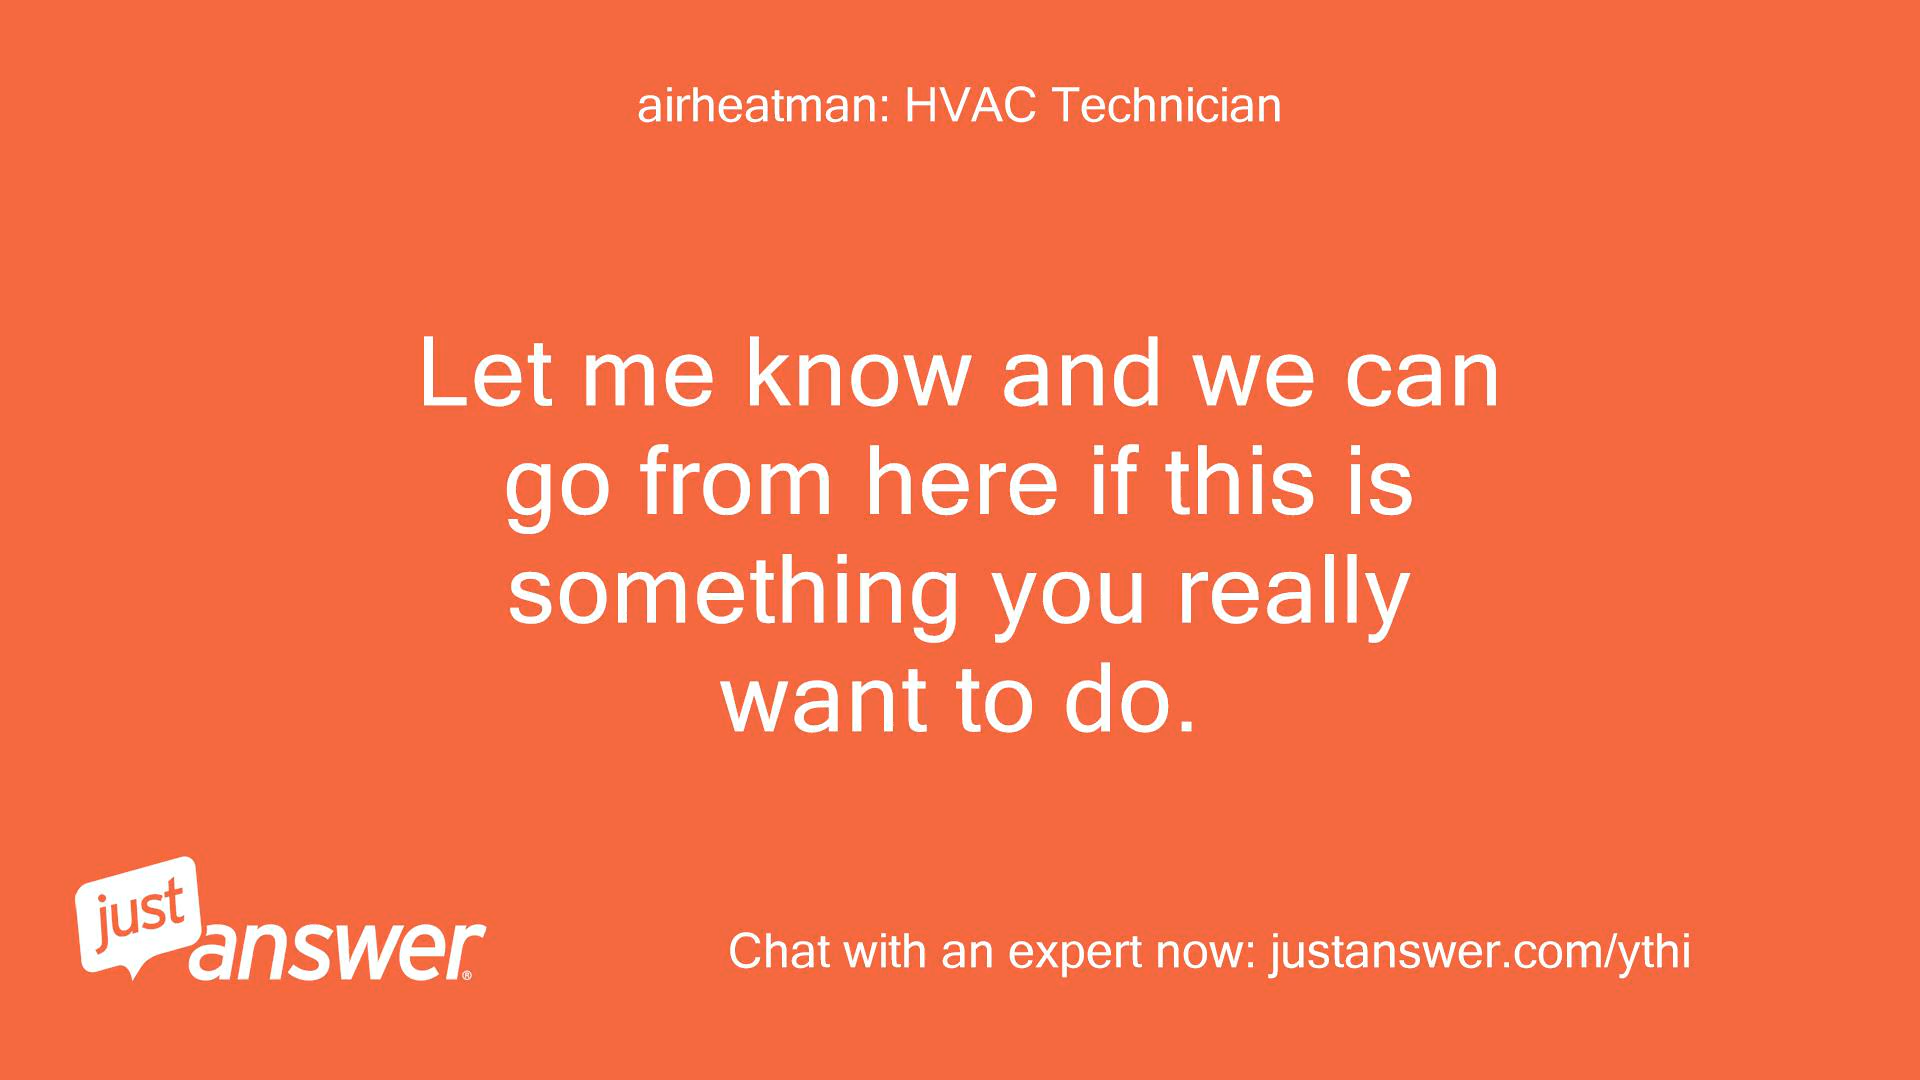 airheatman: HVAC Technician
Let me know and we can
go from here if this is
something you really
want to do.
just
answer®
Chat with an expert now: justanswer.com/ythi